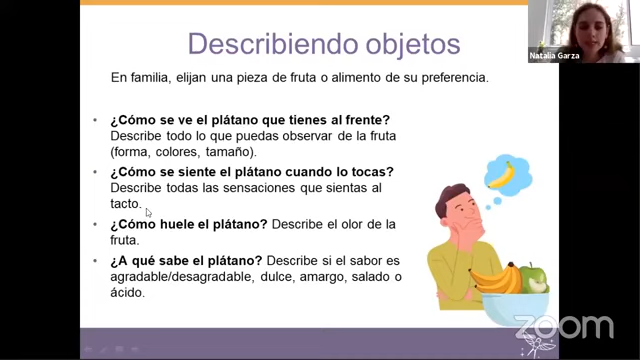 Describiendo objetos
En familia, elijan una pieza de fruta o alimento de su preferencia.
• ¿Cómo se ve el plátano que tienes al frente?
Describe todo lo que puedas observar de la fruta
(forma, colores, tamaño).
• ¿Cómo se siente el plátano cuando lo tocas?
Describe todas las sensaciones que sientas al
tacto.
• ¿Cómo huele el plátano? Describe el olor de la
fruta.
• ¿A qué sabe el plátano? Describe si el sabor es
agradable/desagradable, dulce, amargo, salado o
ácido.
Natalia Garza
zoom